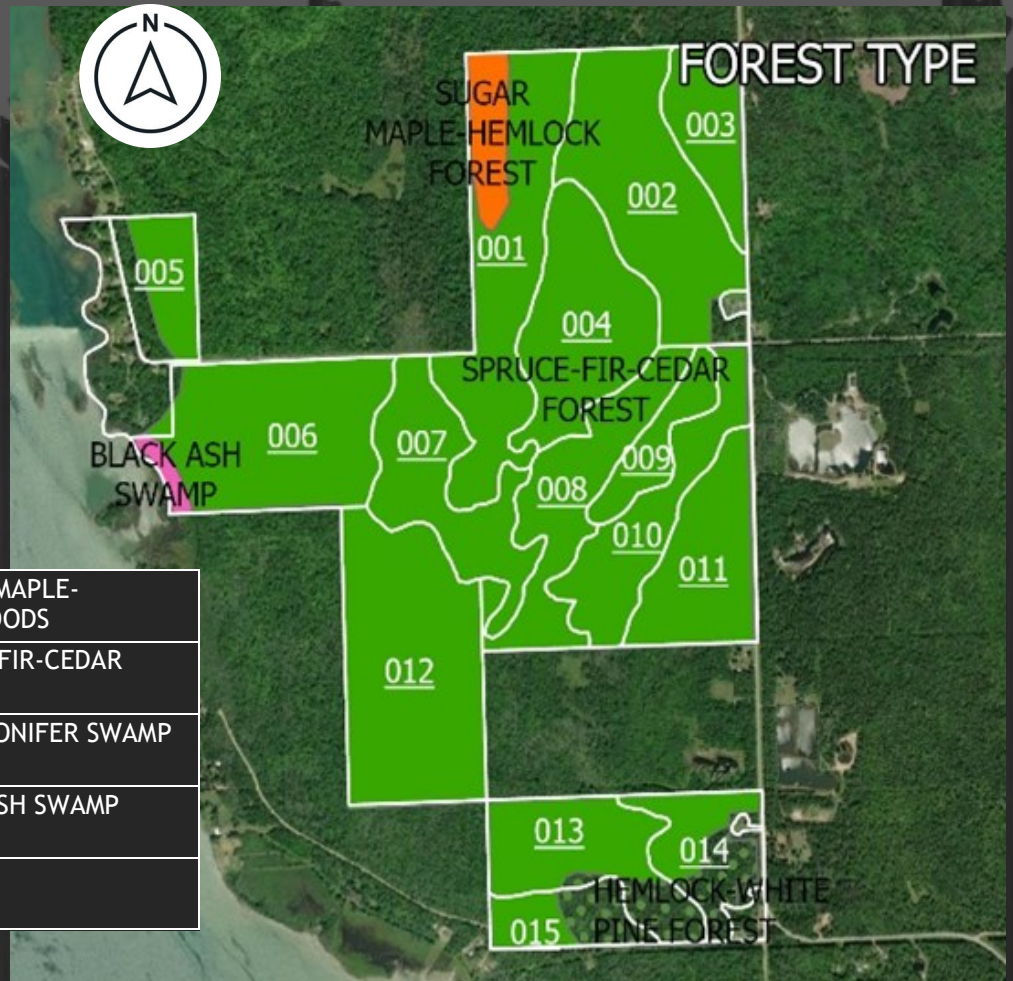 N
FOREST TYPE
SUGAR
MAPLE-HEMLOCK
FOREST
003
002
001
005
004
SPRUCE-FIR-CEDAR
FOREST
006
007
BLACK ASH
SWAMP
009
008
010
011
MAPLE-
OODS
FIR-CEDAR
ONIFER SWAMP
SH SWAMP
012
013
014
HEMLOCK-WHITE
PINE FOREST
015